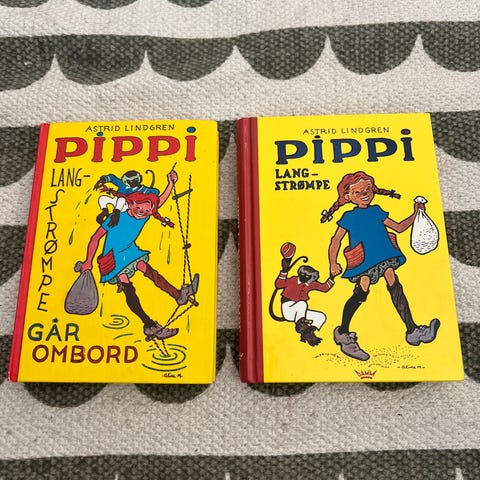 ASTRID LINDGREN
PiPPi
LANG-
STRØMPE
GÅR
OMBORD
ASTRID LINDGREN
PiPPi
LANG-
STRØMPE